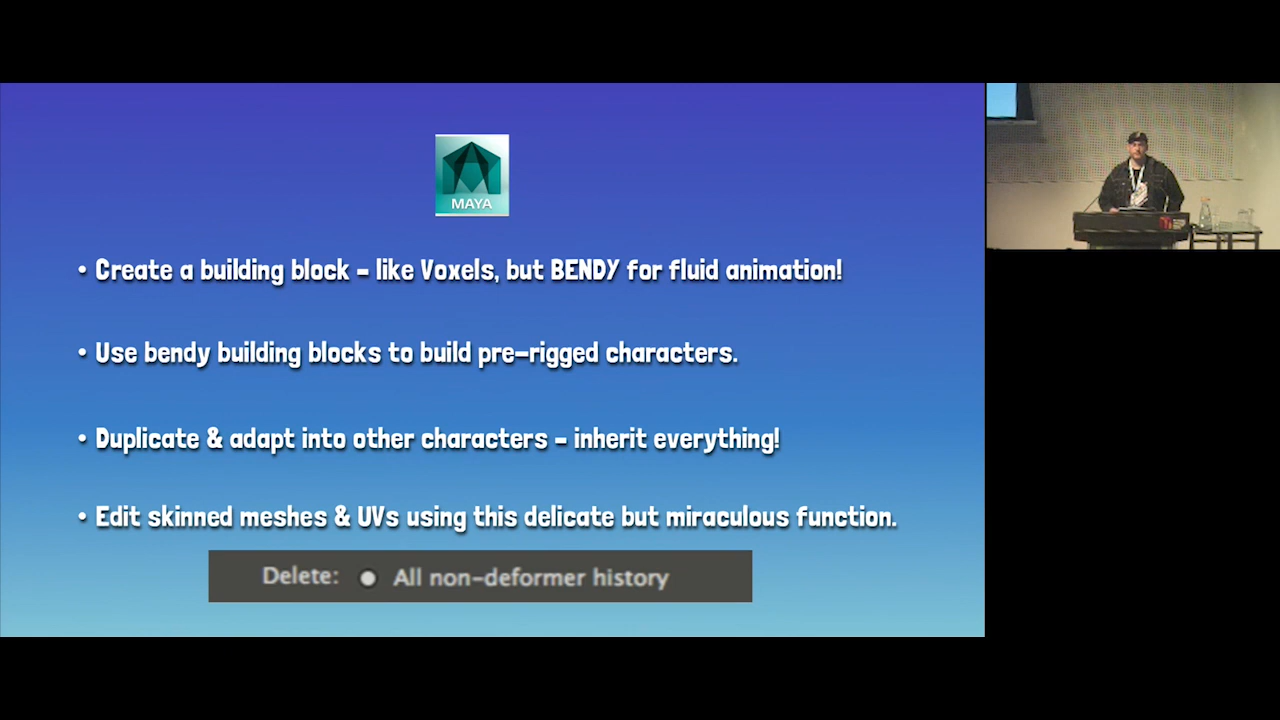 MAYA
• Create a building block – like Voxels, but BENDY for fluid animation!
• Use bendy building blocks to build pre-rigged characters.
• Duplicate & adapt into other characters – inherit everything!
• Edit skinned meshes & UVs using this delicate but miraculous function.
Delete: All non-deformer history